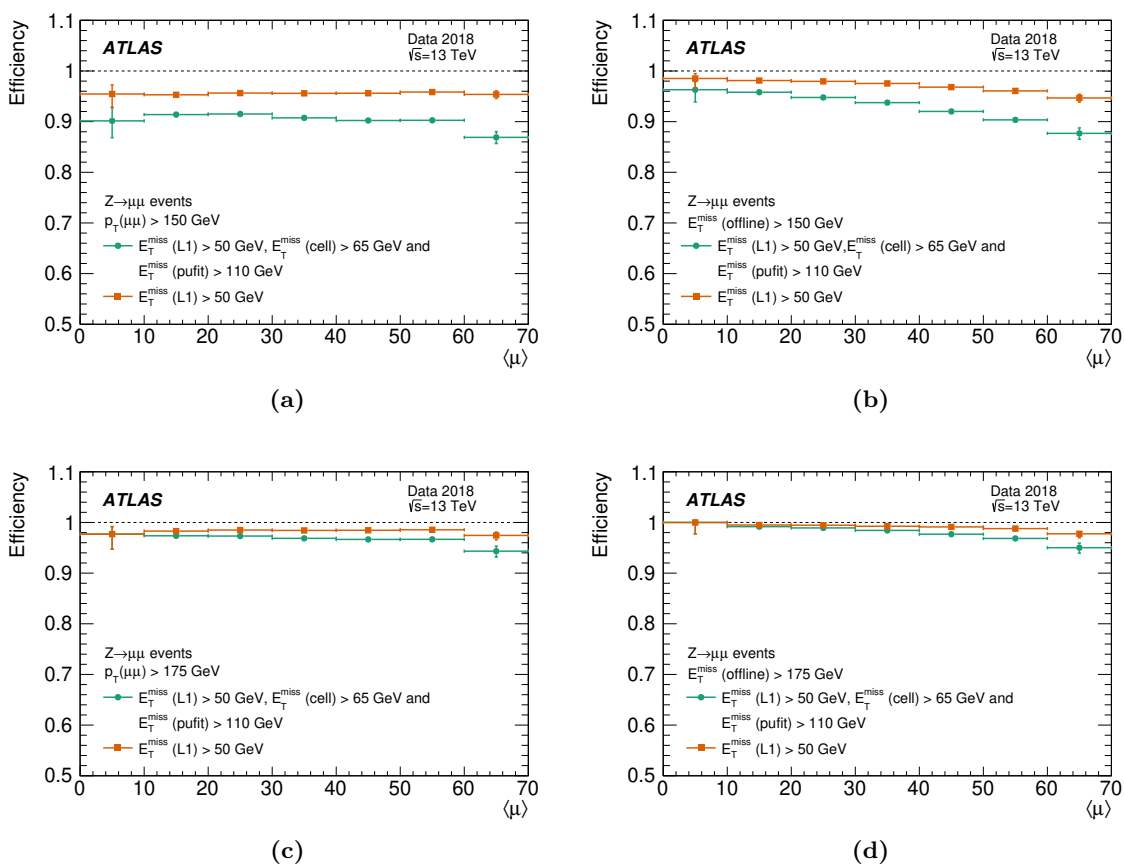 ATLAS
Data 2018
√s=13 TeV
Efficiency
1.1
1
0.9
0.8
0.7
0.6
0.5
Z→μμ events
p_T(μμ) > 150 GeV
E_T^miss (L1) > 50 GeV, E_T^miss (cell) > 65 GeV and
E_T^miss (pufit) > 110 GeV
E_T^miss (L1) > 50 GeV
0 10 20 30 40 50 60 70
⟨μ⟩
(a)
ATLAS
Data 2018
√s=13 TeV
Efficiency
1.1
1
0.9
0.8
0.7
0.6
0.5
Z→μμ events
E_T^miss (offline) > 150 GeV
E_T^miss (L1) > 50 GeV,E_T^miss (cell) > 65 GeV and
E_T^miss (pufit) > 110 GeV
E_T^miss (L1) > 50 GeV
0 10 20 30 40 50 60 70
⟨μ⟩
(b)
ATLAS
Data 2018
√s=13 TeV
Efficiency
1.1
1
0.9
0.8
0.7
0.6
0.5
Z→μμ events
p_T(μμ) > 175 GeV
E_T^miss (L1) > 50 GeV, E_T^miss (cell) > 65 GeV and
E_T^miss (pufit) > 110 GeV
E_T^miss (L1) > 50 GeV
0 10 20 30 40 50 60 70
⟨μ⟩
(c)
ATLAS
Data 2018
√s=13 TeV
Efficiency
1.1
1
0.9
0.8
0.7
0.6
0.5
Z→μμ events
E_T^miss (offline) > 175 GeV
E_T^miss (L1) > 50 GeV, E_T^miss (cell) > 65 GeV and
E_T^miss (pufit) > 110 GeV
E_T^miss (L1) > 50 GeV
0 10 20 30 40 50 60 70
⟨μ⟩
(d)